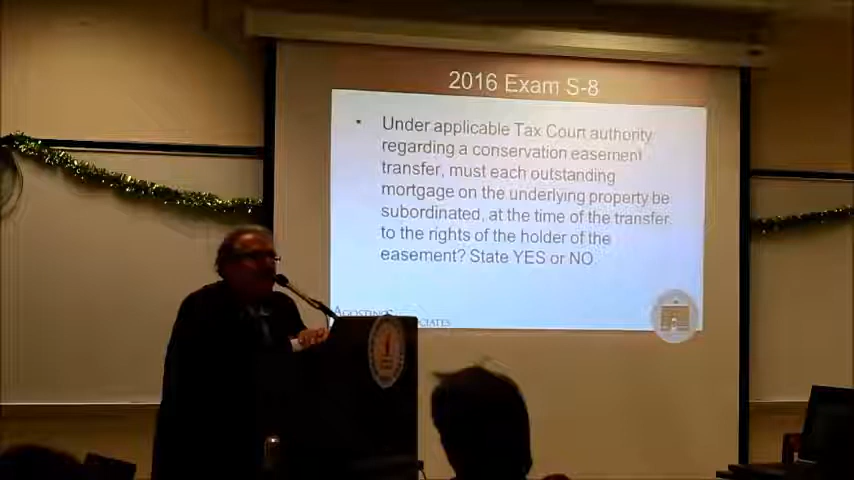 2016 Exam S-8
• Under applicable Tax Court authority
regarding a conservation easement
transfer, must each outstanding
mortgage on the underlying property be
subordinated, at the time of the transfer
to the rights of the holder of the
easement? State YES or NO